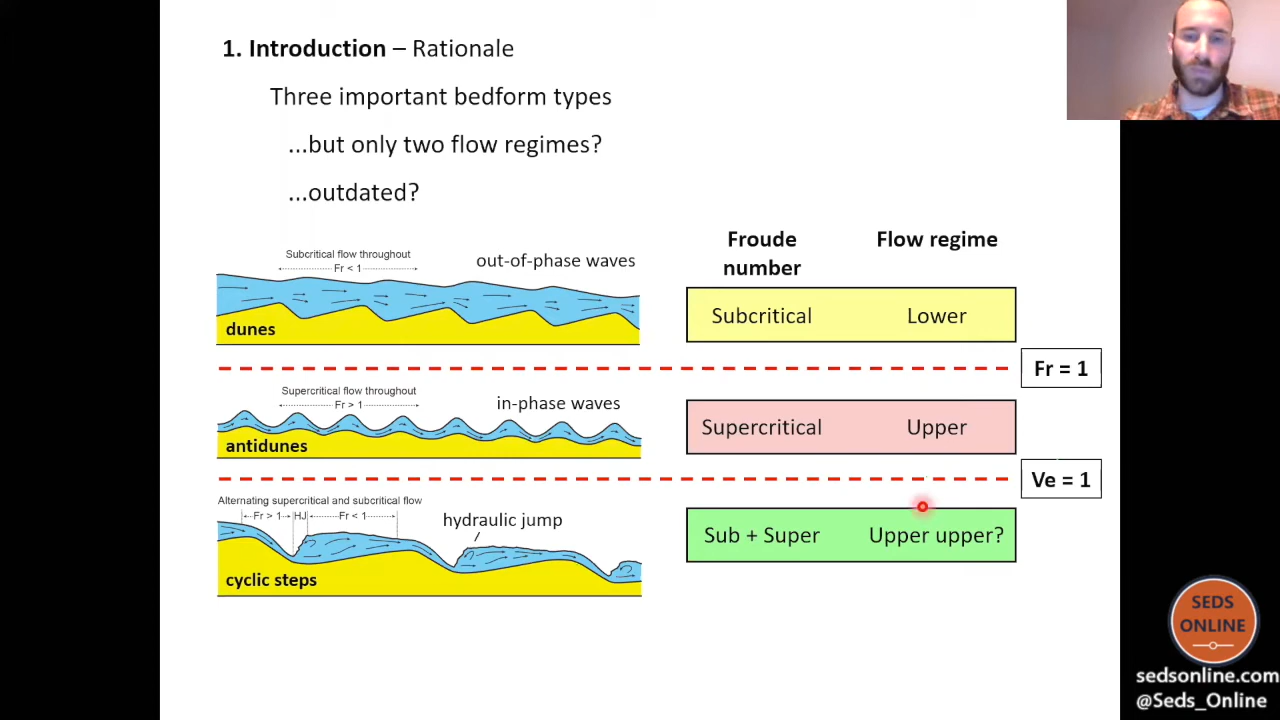 1. Introduction – Rationale
Three important bedform types
...but only two flow regimes?
...outdated?
Froude number
Flow regime
Subcritical flow throughout
Fr < 1
out-of-phase waves
dunes
Subcritical
Lower
Fr = 1
Supercritical flow throughout
Fr > 1
in-phase waves
antidunes
Supercritical
Upper
Ve = 1
Alternating supercritical and subcritical flow
Fr > 1
HJ
Fr < 1
hydraulic jump
cyclic steps
Sub + Super
Upper upper?
SEDS
ONLINE
sedsonline.com
@Seds_Online